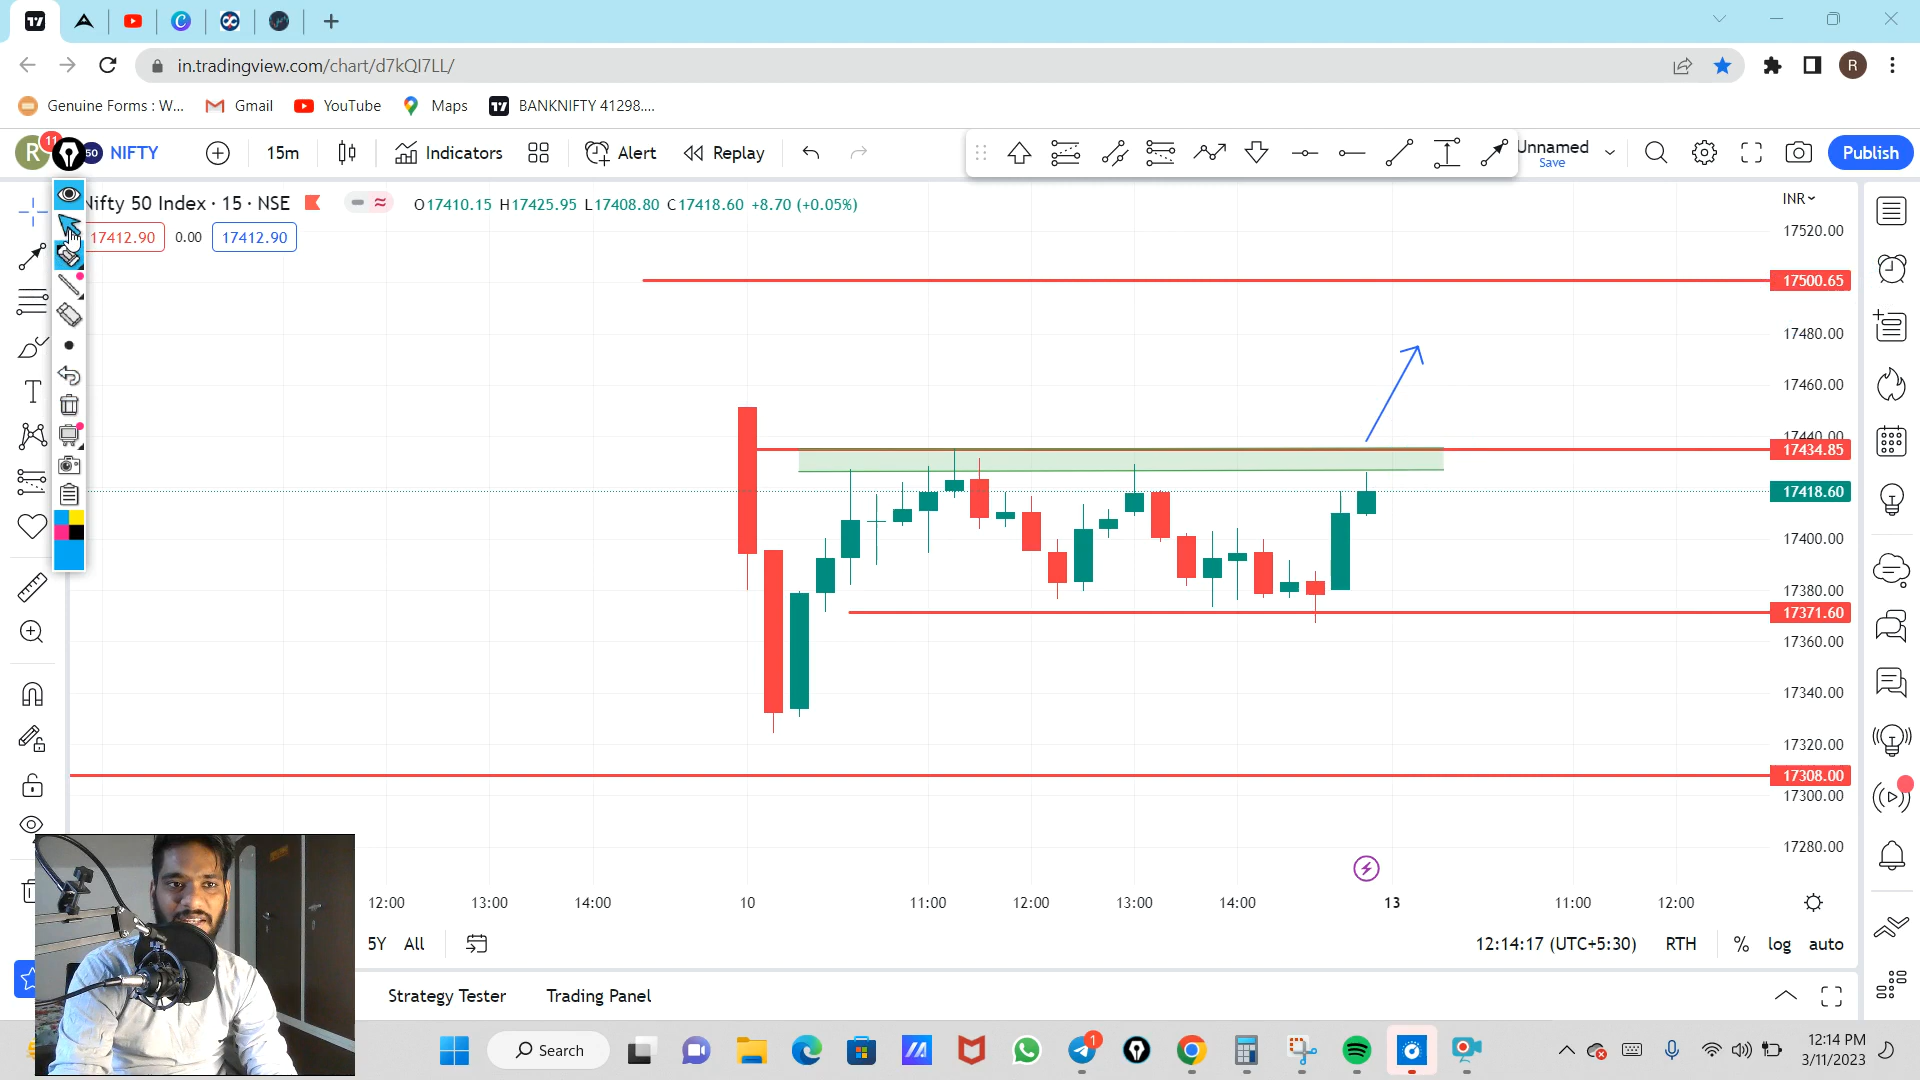 in.tradingview.com/chart/d7kQI7LL/
R
Genuine Forms : W... Gmail YouTube Maps BANKNIFTY 41298....
R 11 50 NIFTY 15m Indicators Alert Replay Unnamed Save Publish
Nifty 50 Index · 15 · NSE O17410.15 H17425.95 L17408.80 C17418.60 +8.70 (+0.05%)
INR
17412.90 0.00 17412.90
17520.00
17500.65
17480.00
17460.00
17440.00
17434.85
17418.60
17400.00
17380.00
17371.60
17360.00
17340.00
17320.00
17308.00
17300.00
17280.00
T
12:00 13:00 14:00 10 11:00 12:00 13:00 14:00 13 11:00 12:00
5Y All 12:14:17 (UTC+5:30) RTH % log auto
Strategy Tester Trading Panel
Search 1 12:14 PM
3/11/2023